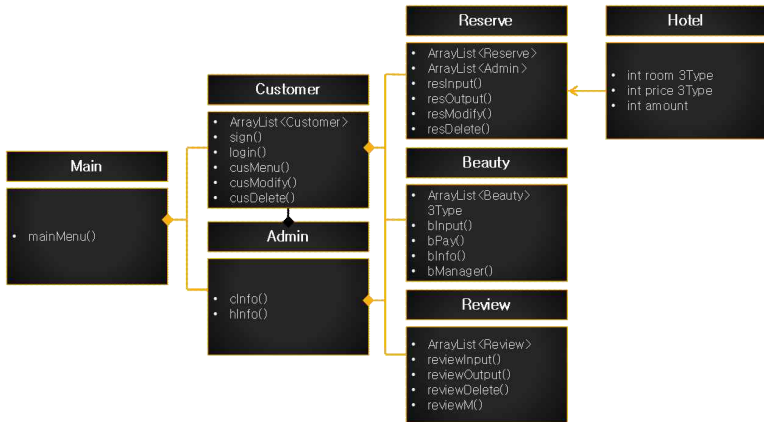 Main
• mainMenu()
Customer
• ArrayList<Customer>
• sign()
• login()
• cusMenu()
• cusModify()
• cusDelete()
Admin
• cInfo()
• hInfo()
Reserve
• ArrayList<Reserve>
• ArrayList<Admin>
• resInput()
• resOutput()
• resModify()
• resDelete()
Hotel
• int room 3Type
• int price 3Type
• int amount
Beauty
• ArrayList<Beauty>
3Type
• bInput()
• bPay()
• bInfo()
• bManager()
Review
• ArrayList<Review>
• reviewInput()
• reviewOutput()
• reviewDelete()
• reviewM()